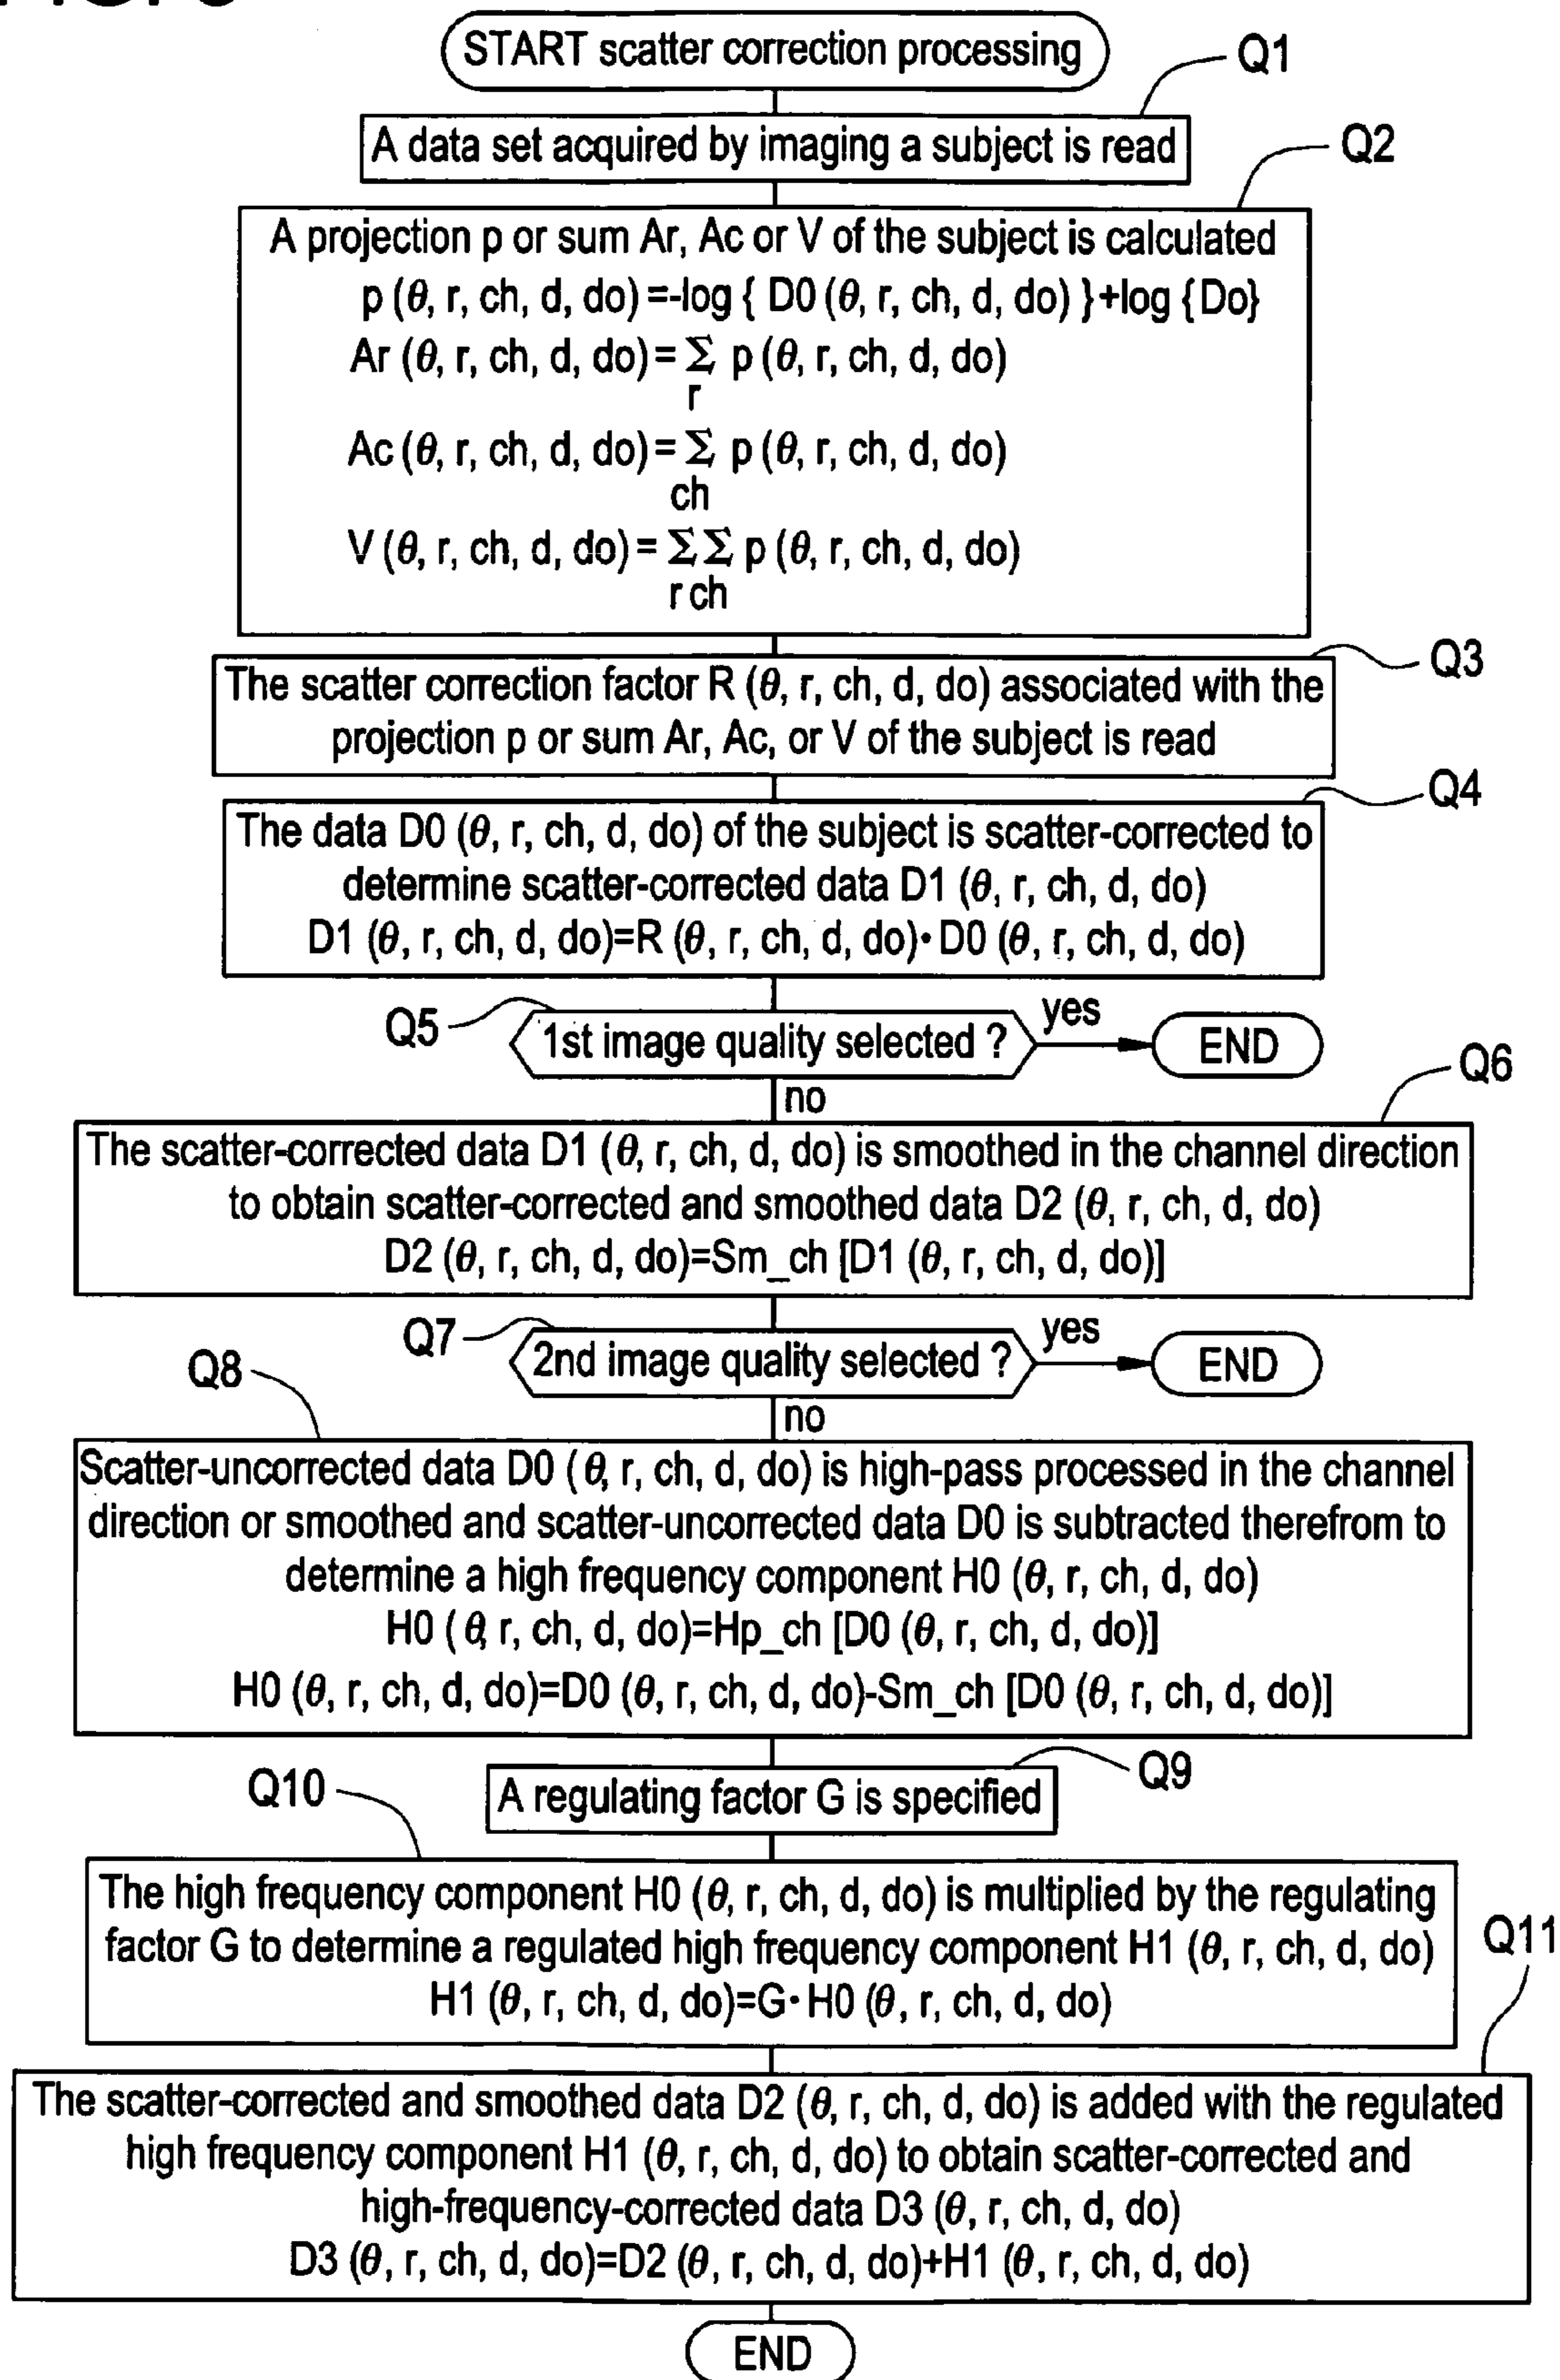 START scatter correction processing
Q1
A data set acquired by imaging a subject is read
Q2
A projection p or sum Ar, Ac or V of the subject is calculated
p (θ, r, ch, d, do) =-log { D0 (θ, r, ch, d, do) }+log {Do}
Ar (θ, r, ch, d, do) = Σ p (θ, r, ch, d, do)
r
Ac (θ, r, ch, d, do) = Σ p (θ, r, ch, d, do)
ch
V (θ, r, ch, d, do) = Σ Σ p (θ, r, ch, d, do)
r ch
Q3
The scatter correction factor R (θ, r, ch, d, do) associated with the
projection p or sum Ar, Ac, or V of the subject is read
Q4
The data D0 (θ, r, ch, d, do) of the subject is scatter-corrected to
determine scatter-corrected data D1 (θ, r, ch, d, do)
D1 (θ, r, ch, d, do)=R (θ, r, ch, d, do)• D0 (θ, r, ch, d, do)
Q5
1st image quality selected ?
yes
END
no
Q6
The scatter-corrected data D1 (θ, r, ch, d, do) is smoothed in the channel direction
to obtain scatter-corrected and smoothed data D2 (θ, r, ch, d, do)
D2 (θ, r, ch, d, do)=Sm_ch [D1 (θ, r, ch, d, do)]
Q7
2nd image quality selected ?
yes
END
no
Q8
Scatter-uncorrected data D0 (θ, r, ch, d, do) is high-pass processed in the channel
direction or smoothed and scatter-uncorrected data D0 is subtracted therefrom to
determine a high frequency component H0 (θ, r, ch, d, do)
H0 (θ, r, ch, d, do)=Hp_ch [D0 (θ, r, ch, d, do)]
H0 (θ, r, ch, d, do)=D0 (θ, r, ch, d, do)-Sm_ch [D0 (θ, r, ch, d, do)]
Q9
A regulating factor G is specified
Q10
The high frequency component H0 (θ, r, ch, d, do) is multiplied by the regulating
factor G to determine a regulated high frequency component H1 (θ, r, ch, d, do)
H1 (θ, r, ch, d, do)=G• H0 (θ, r, ch, d, do)
Q11
The scatter-corrected and smoothed data D2 (θ, r, ch, d, do) is added with the regulated
high frequency component H1 (θ, r, ch, d, do) to obtain scatter-corrected and
high-frequency-corrected data D3 (θ, r, ch, d, do)
D3 (θ, r, ch, d, do)=D2 (θ, r, ch, d, do)+H1 (θ, r, ch, d, do)
END